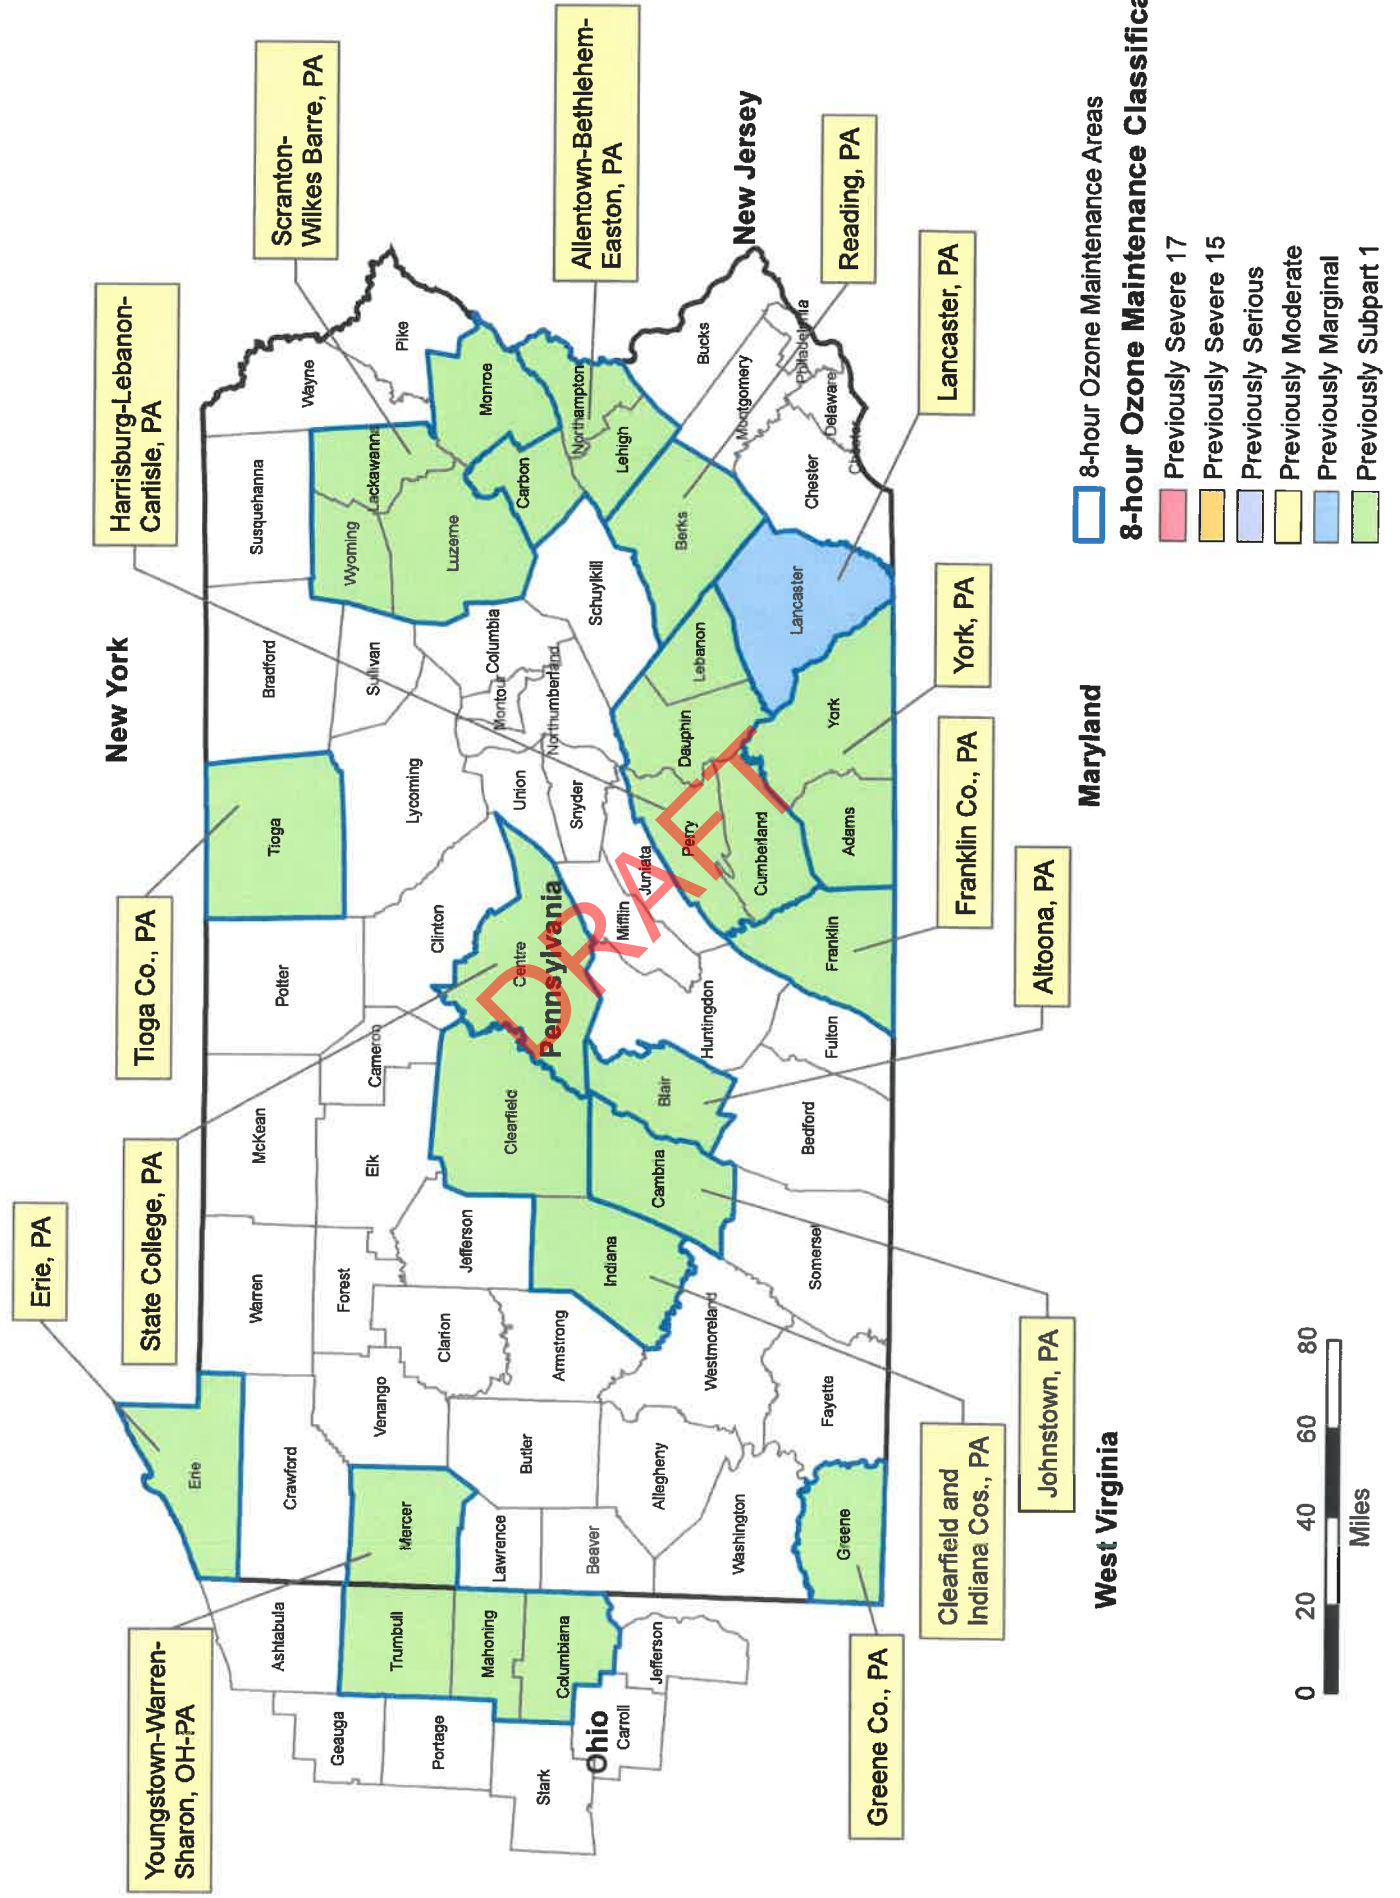 New York
Erie, PA
State College, PA
Tioga Co., PA
Harrisburg-Lebanon-
Carlisle, PA
Scranton-
Wilkes Barre, PA
Allentown-Bethlehem-
Easton, PA
New Jersey
Reading, PA
Lancaster, PA
York, PA
Maryland
Franklin Co., PA
Altoona, PA
Johnstown, PA
Clearfield and
Indiana Cos., PA
West Virginia
Greene Co., PA
Youngstown-Warren-
Sharon, OH-PA
Ohio
Pennsylvania
DRAFT
Erie
Crawford
Warren
McKean
Potter
Tioga
Bradford
Susquehanna
Wayne
Pike
Mercer
Venango
Forest
Elk
Cameron
Clinton
Lycoming
Sullivan
Wyoming
Lackawanna
Luzerne
Monroe
Carbon
Northampton
Lehigh
Lawrence
Butler
Clarion
Jefferson
Clearfield
Centre
Union
Montour
Columbia
Northumberland
Snyder
Schuylkill
Beaver
Allegheny
Armstrong
Indiana
Cambria
Blair
Huntingdon
Mifflin
Juniata
Perry
Dauphin
Lebanon
Berks
Montgomery
Bucks
Philadelphia
Delaware
Chester
Chester
Washington
Westmoreland
Greene
Fayette
Somerset
Bedford
Fulton
Franklin
Cumberland
Adams
York
Lancaster
Ashtabula
Geauga
Trumbull
Portage
Mahoning
Columbiana
Stark
Carroll
Jefferson
8-hour Ozone Maintenance Areas
8-hour Ozone Maintenance Classifica
Previously Severe 17
Previously Severe 15
Previously Serious
Previously Moderate
Previously Marginal
Previously Subpart 1
0 20 40 60 80
Miles